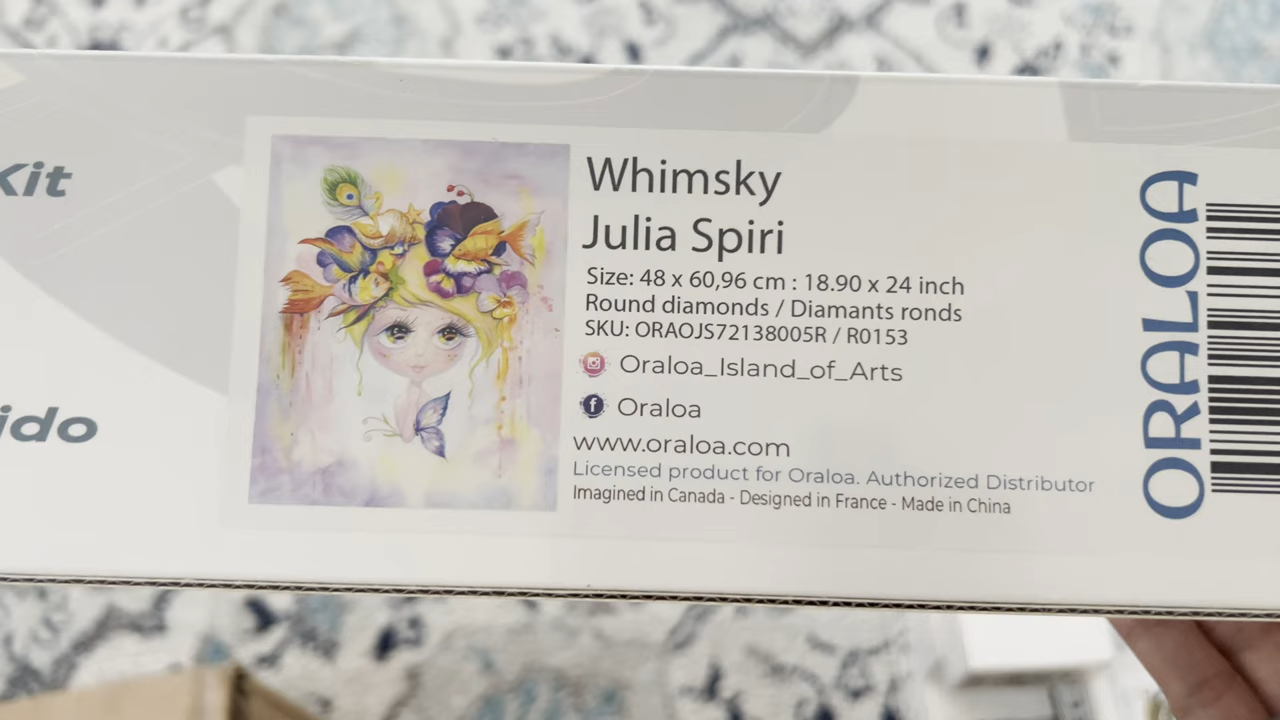 Kit
ido
Whimsky
Julia Spiri
Size: 48 x 60,96 cm : 18.90 x 24 inch
Round diamonds / Diamants ronds
SKU: ORAOJS72138005R / R0153
Oraloa_Island_of_Arts
Oraloa
www.oraloa.com
Licensed product for Oraloa. Authorized Distributor
Imagined in Canada - Designed in France - Made in China
ORALOA